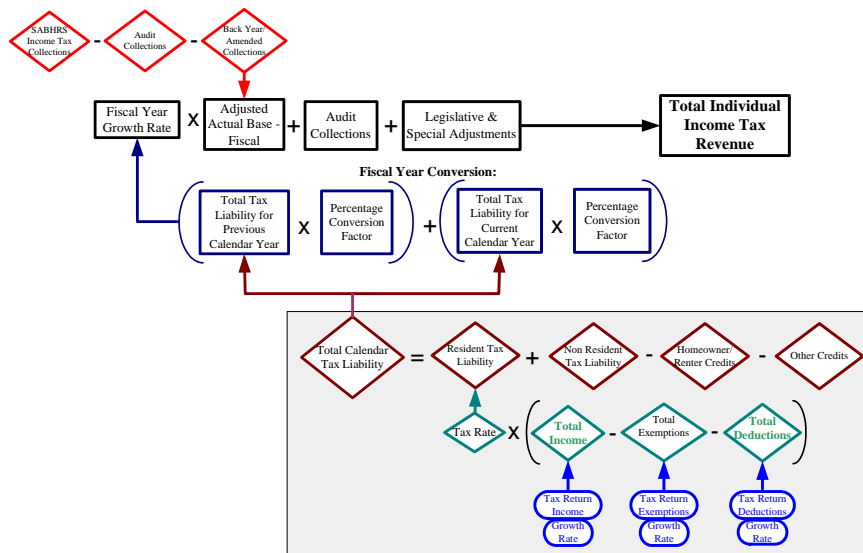 SABHRS
Income Tax
Collections
-
Audit
Collections
-
Back Year/
Amended
Collections
Fiscal Year
Growth Rate
X
Adjusted
Actual Base -
Fiscal
+
Audit
Collections
+
Legislative &
Special Adjustments
Total Individual
Income Tax
Revenue
Fiscal Year Conversion:
Total Tax
Liability for
Previous
Calendar Year
X
Percentage
Conversion
Factor
+
Total Tax
Liability for
Current
Calendar Year
X
Percentage
Conversion
Factor
Total Calendar
Tax Liability
=
Resident Tax
Liability
+
Non Resident
Tax Liability
-
Homeowner/
Renter Credits
-
Other Credits
Tax Rate
X
Total
Income
-
Total
Exemptions
-
Total
Deductions
Tax Return
Income
Growth
Rate
Tax Return
Exemptions
Growth
Rate
Tax Return
Deductions
Growth
Rate